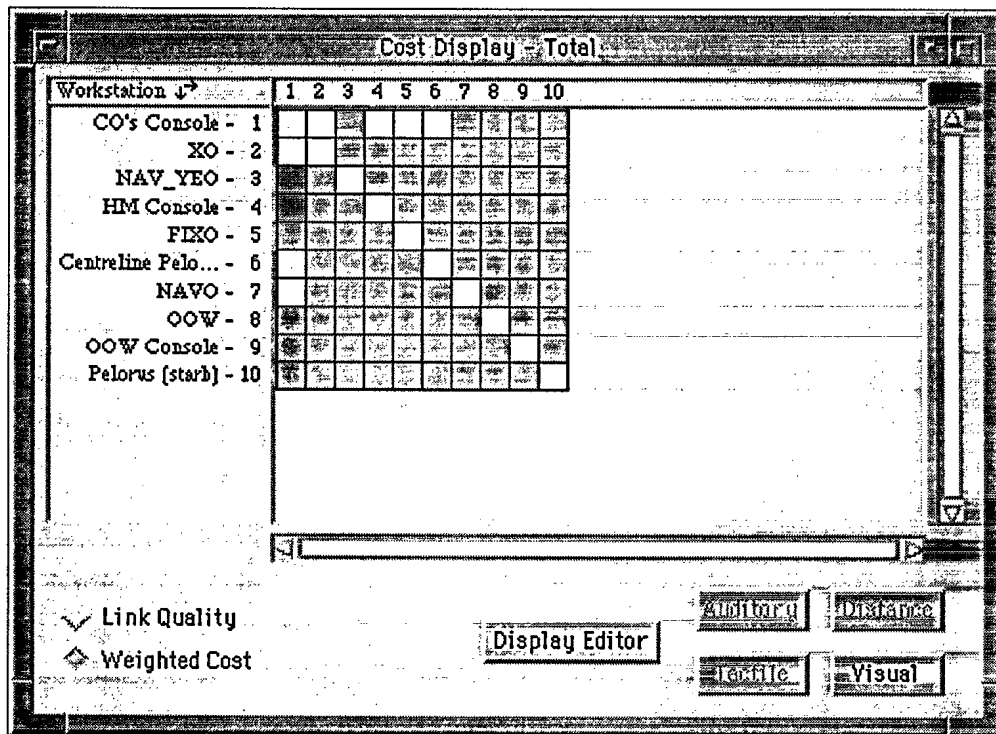 Cost Display - Total
Workstation
1 2 3 4 5 6 7 8 9 10
CO's Console - 1
XO - 2
NAV_YEO - 3
HM Console - 4
FIXO - 5
Centreline Pelo... - 6
NAVO - 7
OOW - 8
OOW Console - 9
Pelorus (starb) - 10
Link Quality
Weighted Cost
Display Editor
Auditory Distance
Tactile Visual